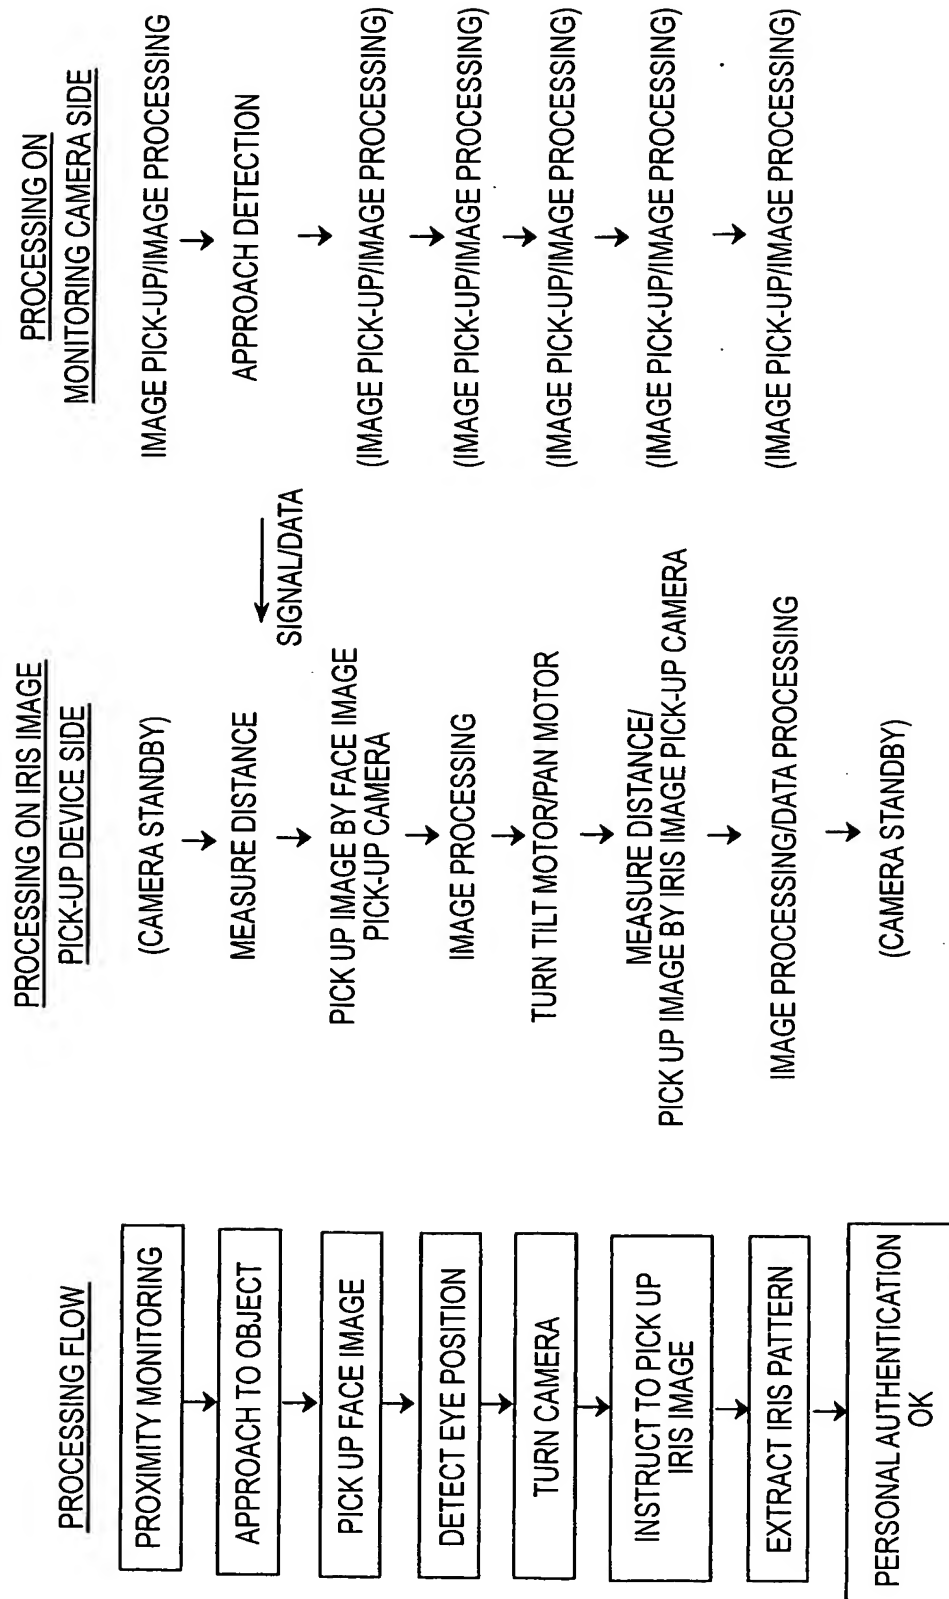 PROCESSING FLOW
PROXIMITY MONITORING
APPROACH TO OBJECT
PICK UP FACE IMAGE
DETECT EYE POSITION
TURN CAMERA
INSTRUCT TO PICK UP
IRIS IMAGE
EXTRACT IRIS PATTERN
PERSONAL AUTHENTICATION
OK
PROCESSING ON IRIS IMAGE
PICK-UP DEVICE SIDE
(CAMERA STANDBY)
MEASURE DISTANCE
PICK UP IMAGE BY FACE IMAGE
PICK-UP CAMERA
IMAGE PROCESSING
TURN TILT MOTOR/PAN MOTOR
MEASURE DISTANCE/
PICK UP IMAGE BY IRIS IMAGE PICK-UP CAMERA
IMAGE PROCESSING/DATA PROCESSING
(CAMERA STANDBY)
SIGNAL/DATA
PROCESSING ON
MONITORING CAMERA SIDE
IMAGE PICK-UP/IMAGE PROCESSING
APPROACH DETECTION
(IMAGE PICK-UP/IMAGE PROCESSING)
(IMAGE PICK-UP/IMAGE PROCESSING)
(IMAGE PICK-UP/IMAGE PROCESSING)
(IMAGE PICK-UP/IMAGE PROCESSING)
(IMAGE PICK-UP/IMAGE PROCESSING)